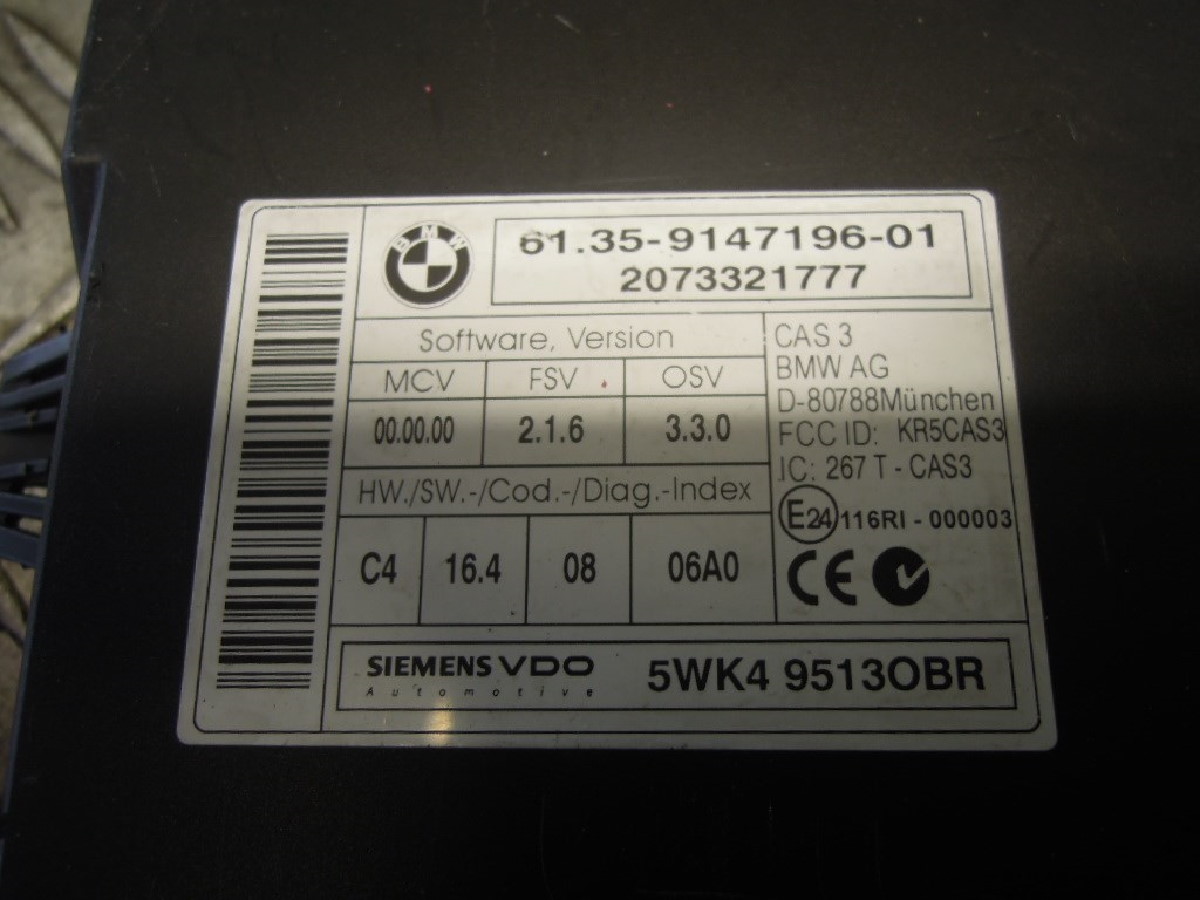 BMW
61.35-9147196-01
2073321777
Software, Version
MCV FSV OSV
00.00.00 2.1.6 3.3.0
HW./SW.-/Cod.-/Diag.-Index
C4 16.4 08 06A0
CAS 3
BMW AG
D-80788München
FCC ID: KR5CAS3
IC: 267 T - CAS3
E24 116RI - 000003
CE
SIEMENS VDO
Automotive
5WK4 9513OBR